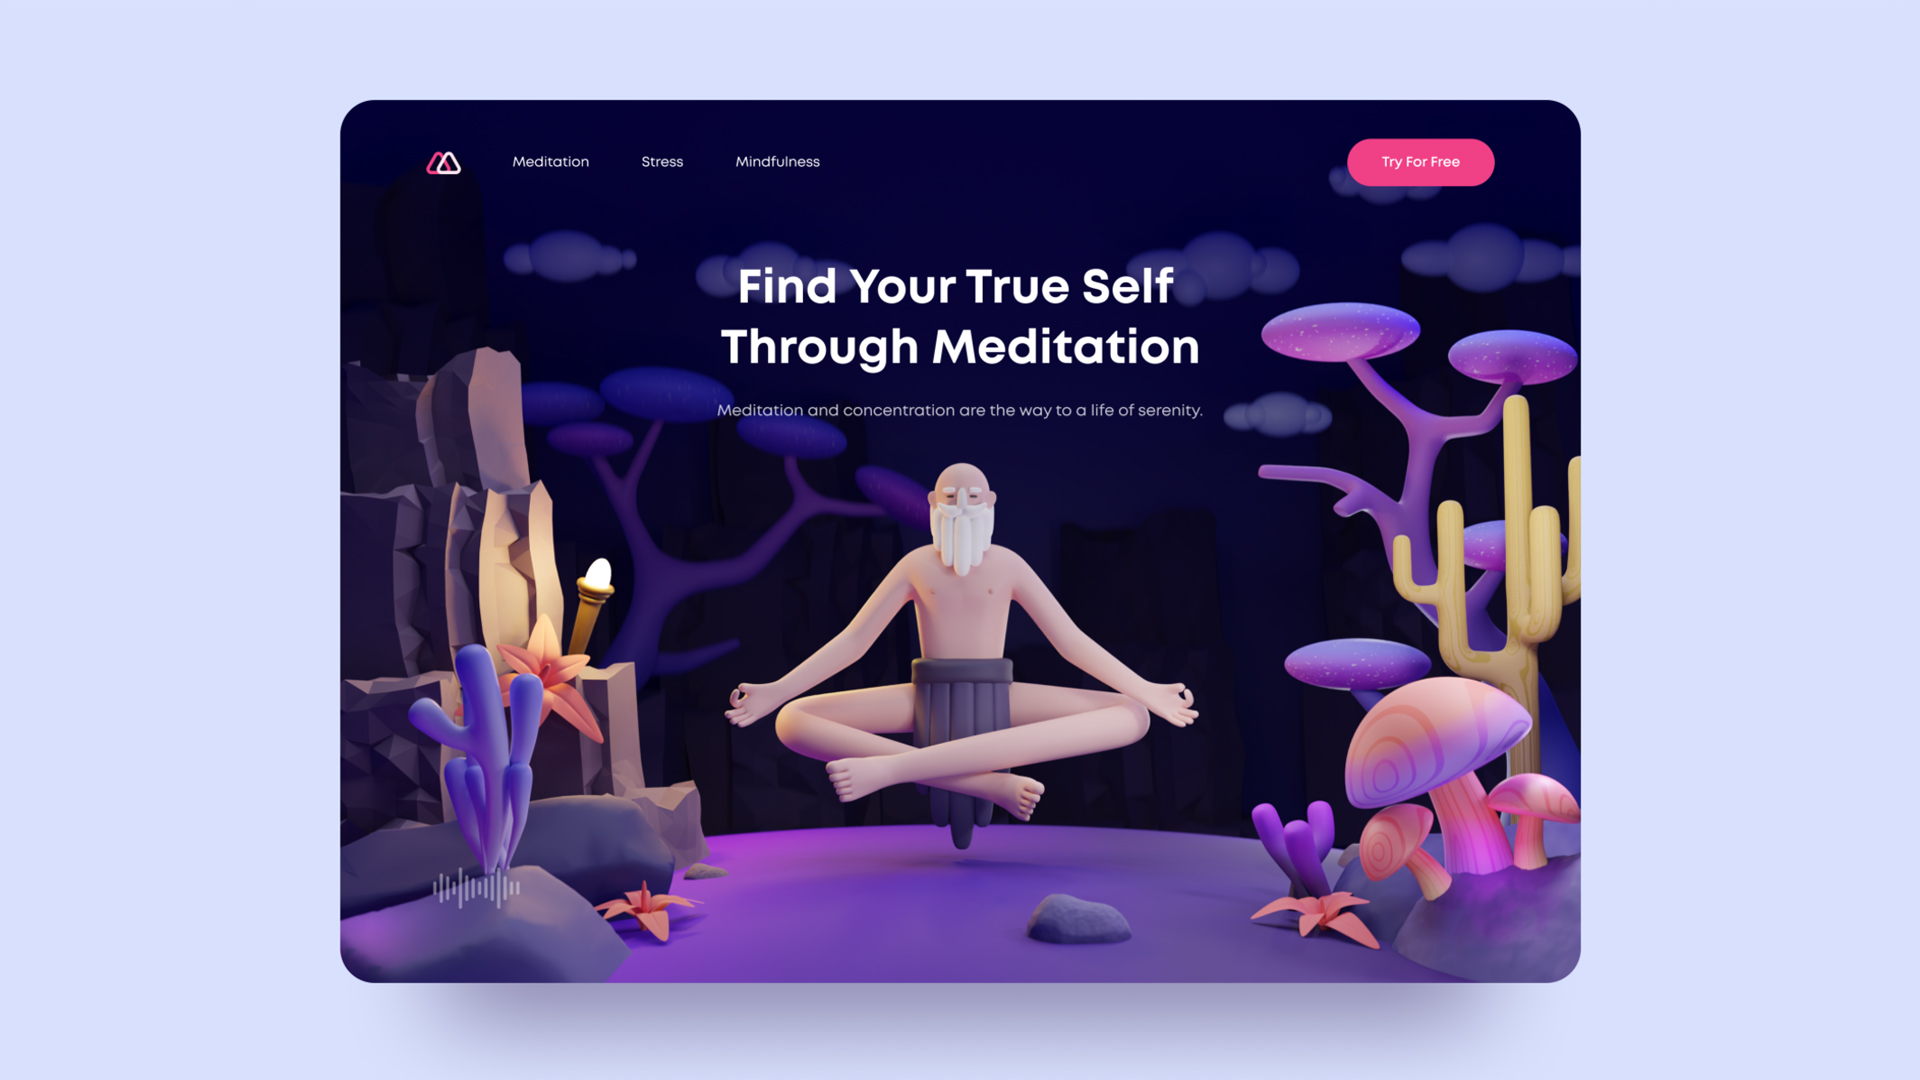 Meditation
Stress
Mindfulness
Try For Free
Find Your True Self
Through Meditation
Meditation and concentration are the way to a life of serenity.